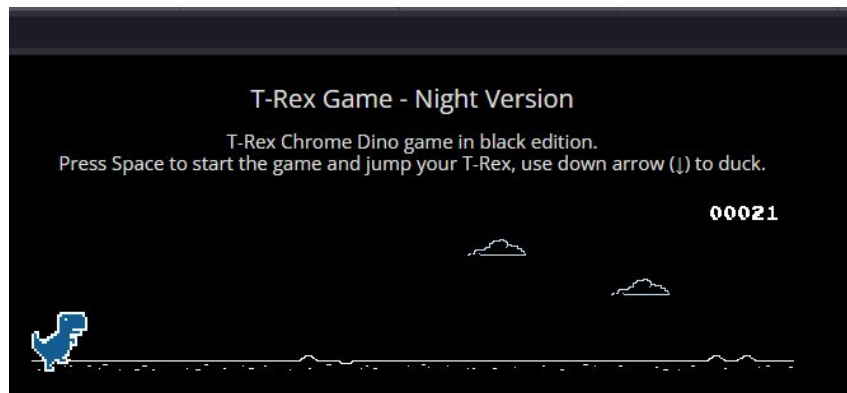 T-Rex Game - Night Version
T-Rex Chrome Dino game in black edition.
Press Space to start the game and jump your T-Rex, use down arrow (↓) to duck.
00021